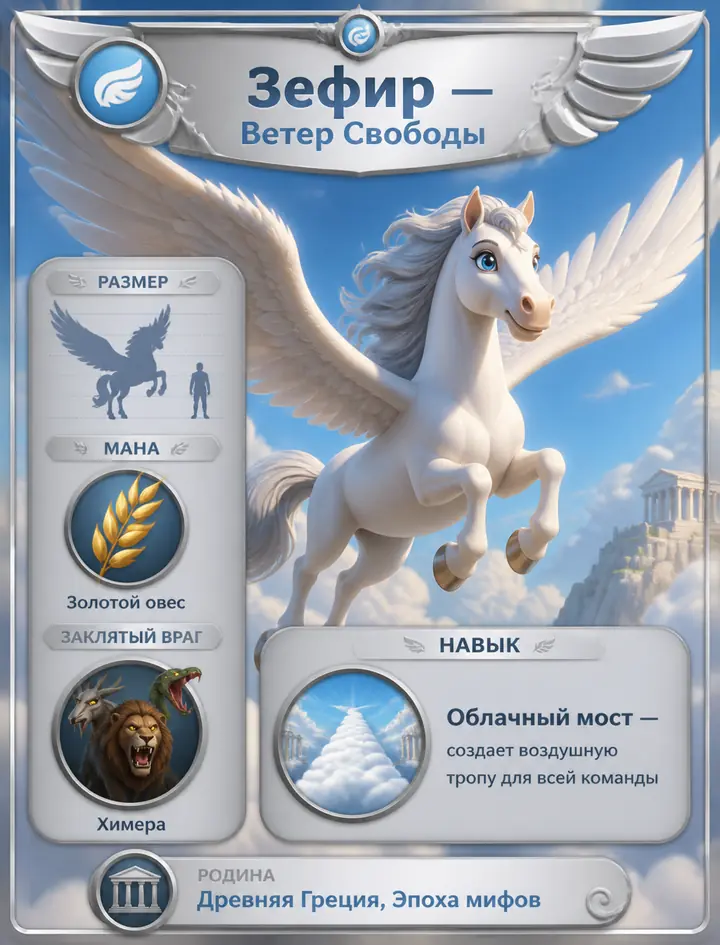 Зефир —
Ветер Свободы
РАЗМЕР
МАНА
Золотой овес
ЗАКЛЯТЫЙ ВРАГ
Химера
НАВЫК
Облачный мост —
создает воздушную
тропу для всей команды
РОДИНА
Древняя Греция, Эпоха мифов